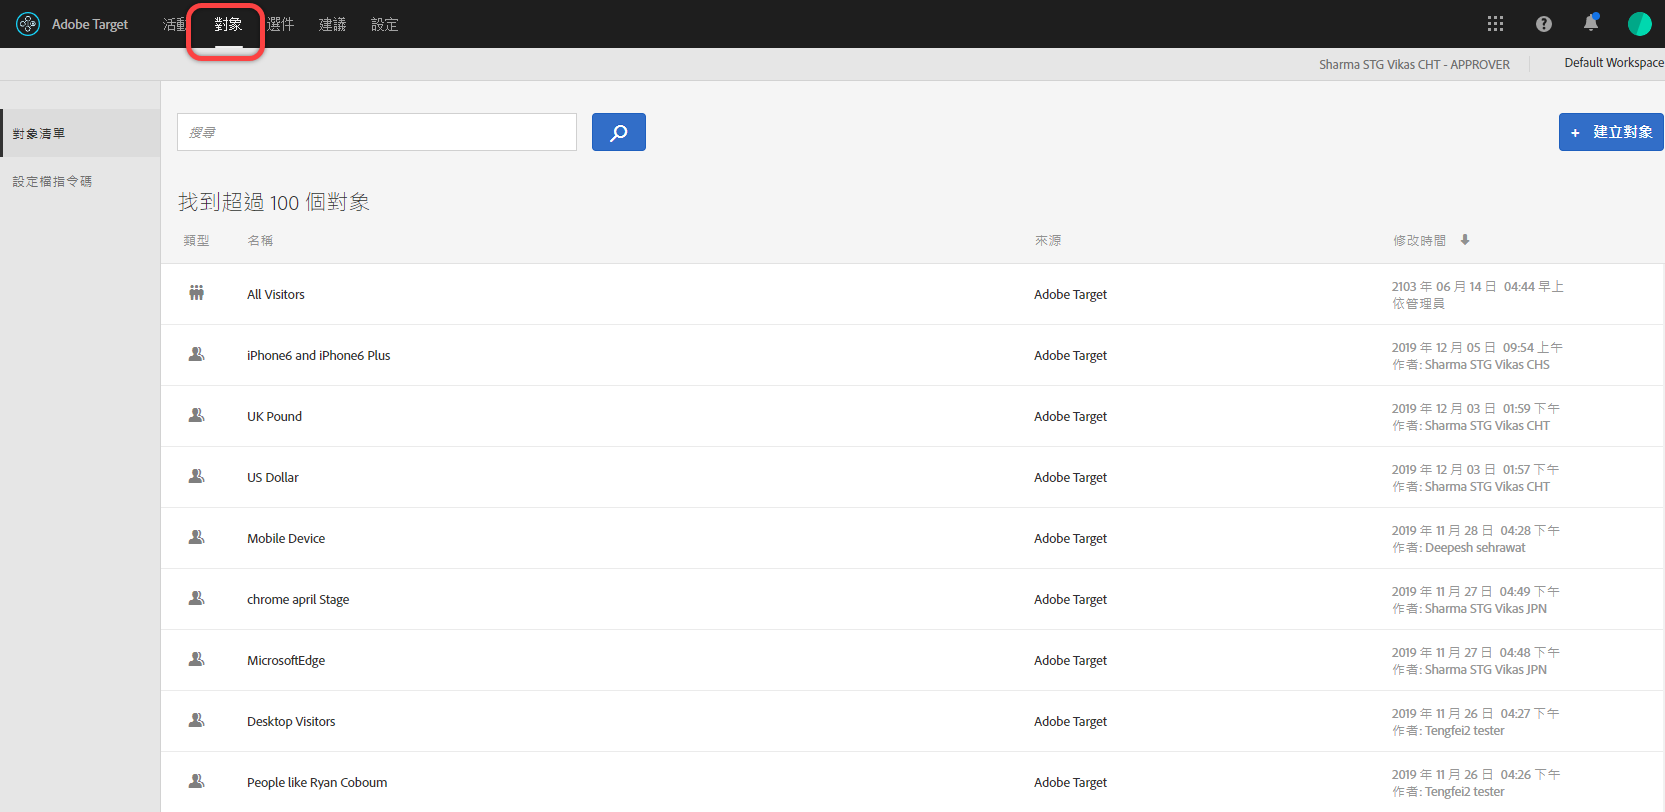 Adobe Target 活動 對象 選件 建議 設定
Sharma STG Vikas CHT - APPROVER Default Workspace
對象清單
設定檔指令碼
搜尋
+ 建立對象
找到超過 100 個對象
類型 名稱 來源 修改時間
All Visitors Adobe Target 2103 年 06 月 14 日 04:44 早上
依管理員
iPhone6 and iPhone6 Plus Adobe Target 2019 年 12 月 05 日 09:54 上午
作者: Sharma STG Vikas CHS
UK Pound Adobe Target 2019 年 12 月 03 日 01:59 下午
作者: Sharma STG Vikas CHT
US Dollar Adobe Target 2019 年 12 月 03 日 01:57 下午
作者: Sharma STG Vikas CHT
Mobile Device Adobe Target 2019 年 11 月 28 日 04:28 下午
作者: Deepesh sehrawat
chrome april Stage Adobe Target 2019 年 11 月 27 日 04:49 下午
作者: Sharma STG Vikas JPN
MicrosoftEdge Adobe Target 2019 年 11 月 27 日 04:48 下午
作者: Sharma STG Vikas JPN
Desktop Visitors Adobe Target 2019 年 11 月 26 日 04:27 下午
作者: Tengfei2 tester
People like Ryan Coboum Adobe Target 2019 年 11 月 26 日 04:26 下午
作者: Tengfei2 tester